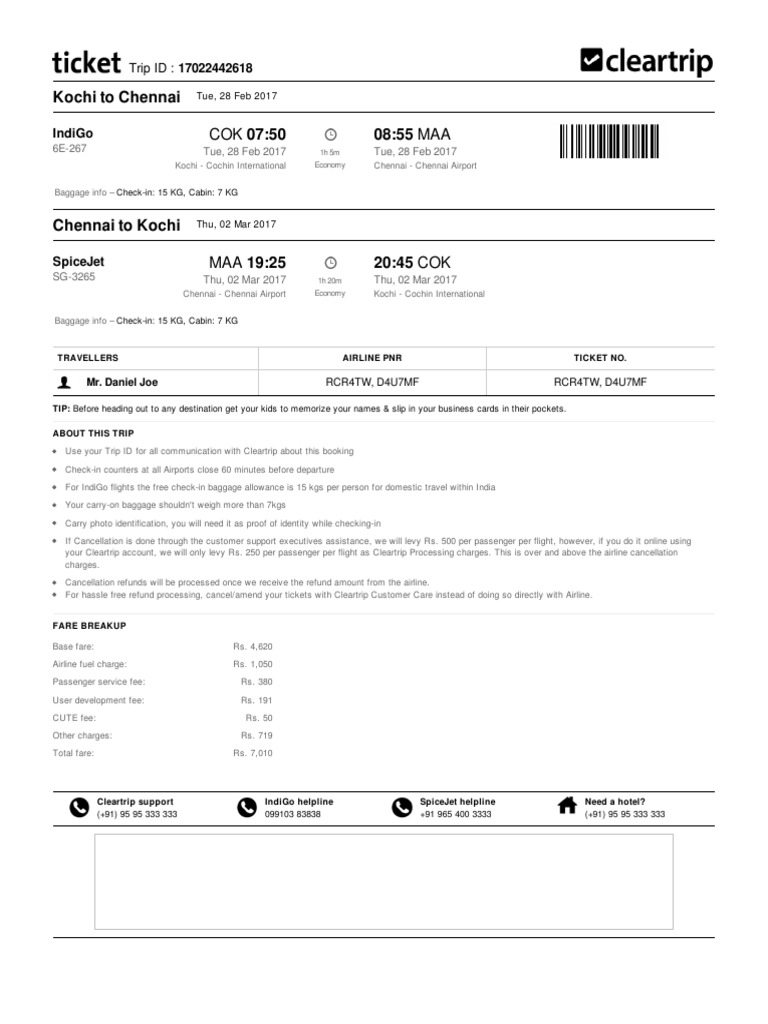 ticket Trip ID : 17022442618 cleartrip
Kochi to Chennai Tue, 28 Feb 2017
IndiGo COK 07:50 08:55 MAA
6E-267 Tue, 28 Feb 2017 1h 5m Tue, 28 Feb 2017
Kochi - Cochin International Economy Chennai - Chennai Airport
Baggage info – Check-in: 15 KG, Cabin: 7 KG
Chennai to Kochi Thu, 02 Mar 2017
SpiceJet MAA 19:25 20:45 COK
SG-3265 Thu, 02 Mar 2017 1h 20m Thu, 02 Mar 2017
Chennai - Chennai Airport Economy Kochi - Cochin International
Baggage info – Check-in: 15 KG, Cabin: 7 KG
TRAVELLERS AIRLINE PNR TICKET NO.
Mr. Daniel Joe RCR4TW, D4U7MF RCR4TW, D4U7MF
TIP: Before heading out to any destination get your kids to memorize your names & slip in your business cards in their pockets.
ABOUT THIS TRIP
Use your Trip ID for all communication with Cleartrip about this booking
Check-in counters at all Airports close 60 minutes before departure
For IndiGo flights the free check-in baggage allowance is 15 kgs per person for domestic travel within India
Your carry-on baggage shouldn't weigh more than 7kgs
Carry photo identification, you will need it as proof of identity while checking-in
If Cancellation is done through the customer support executives assistance, we will levy Rs. 500 per passenger per flight, however, if you do it online using
your Cleartrip account, we will only levy Rs. 250 per passenger per flight as Cleartrip Processing charges. This is over and above the airline cancellation
charges.
Cancellation refunds will be processed once we receive the refund amount from the airline.
For hassle free refund processing, cancel/amend your tickets with Cleartrip Customer Care instead of doing so directly with Airline.
FARE BREAKUP
Base fare: Rs. 4,620
Airline fuel charge: Rs. 1,050
Passenger service fee: Rs. 380
User development fee: Rs. 191
CUTE fee: Rs. 50
Other charges: Rs. 719
Total fare: Rs. 7,010
Cleartrip support IndiGo helpline SpiceJet helpline Need a hotel?
(+91) 95 95 333 333 099103 83838 +91 965 400 3333 (+91) 95 95 333 333